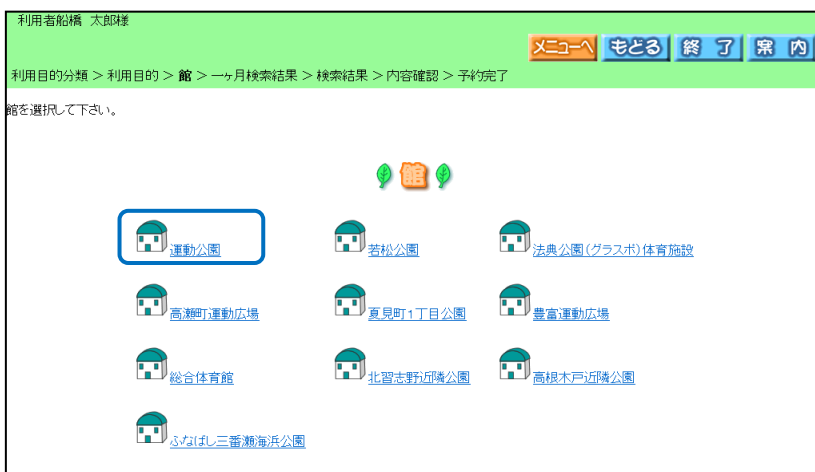 利用者船橋 太郎様
メニューへ もどる 終 了 案 内
利用目的分類 > 利用目的 > 館 > 一ヶ月検索結果 > 検索結果 > 内容確認 > 予約完了
館を選択して下さい。
館
運動公園 若松公園 法典公園(グラスポ)体育施設
高瀬町運動広場 夏見町1丁目公園 豊富運動広場
総合体育館 北習志野近隣公園 高根木戸近隣公園
ふなばし三番瀬海浜公園